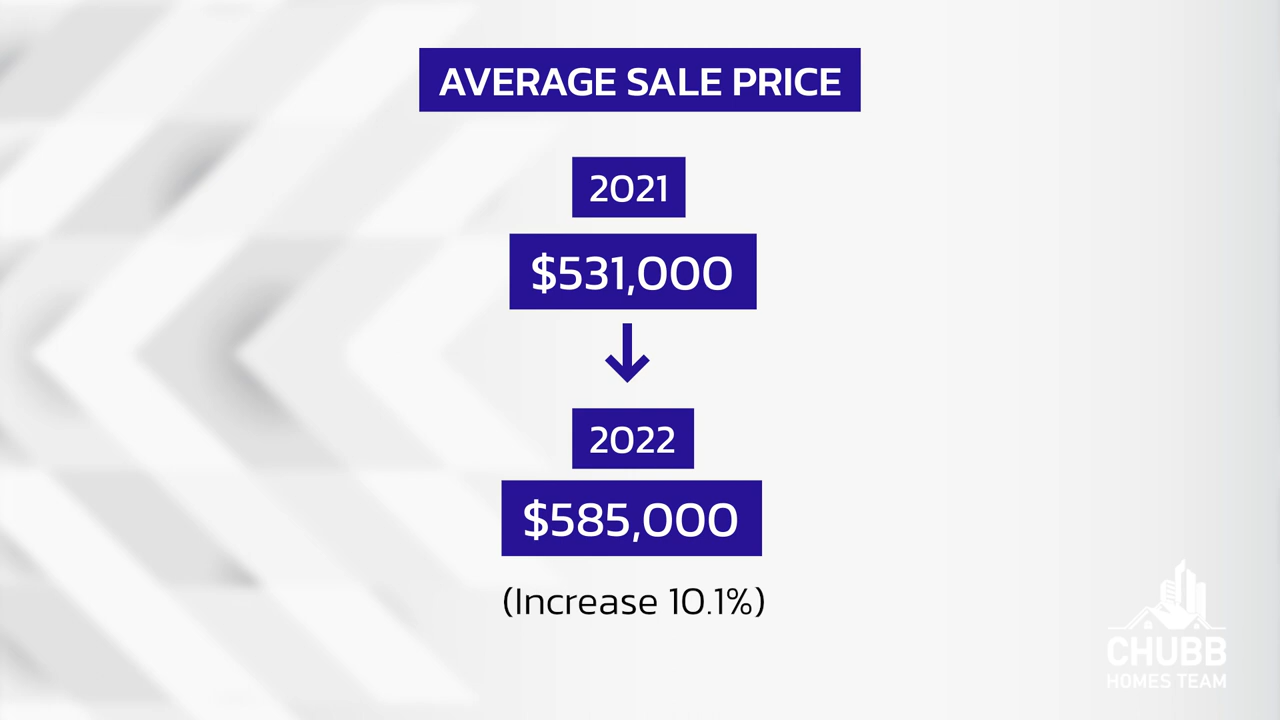 AVERAGE SALE PRICE
2021
$531,000
2022
$585,000
(Increase 10.1%)
CHUBB
HOMES TEAM